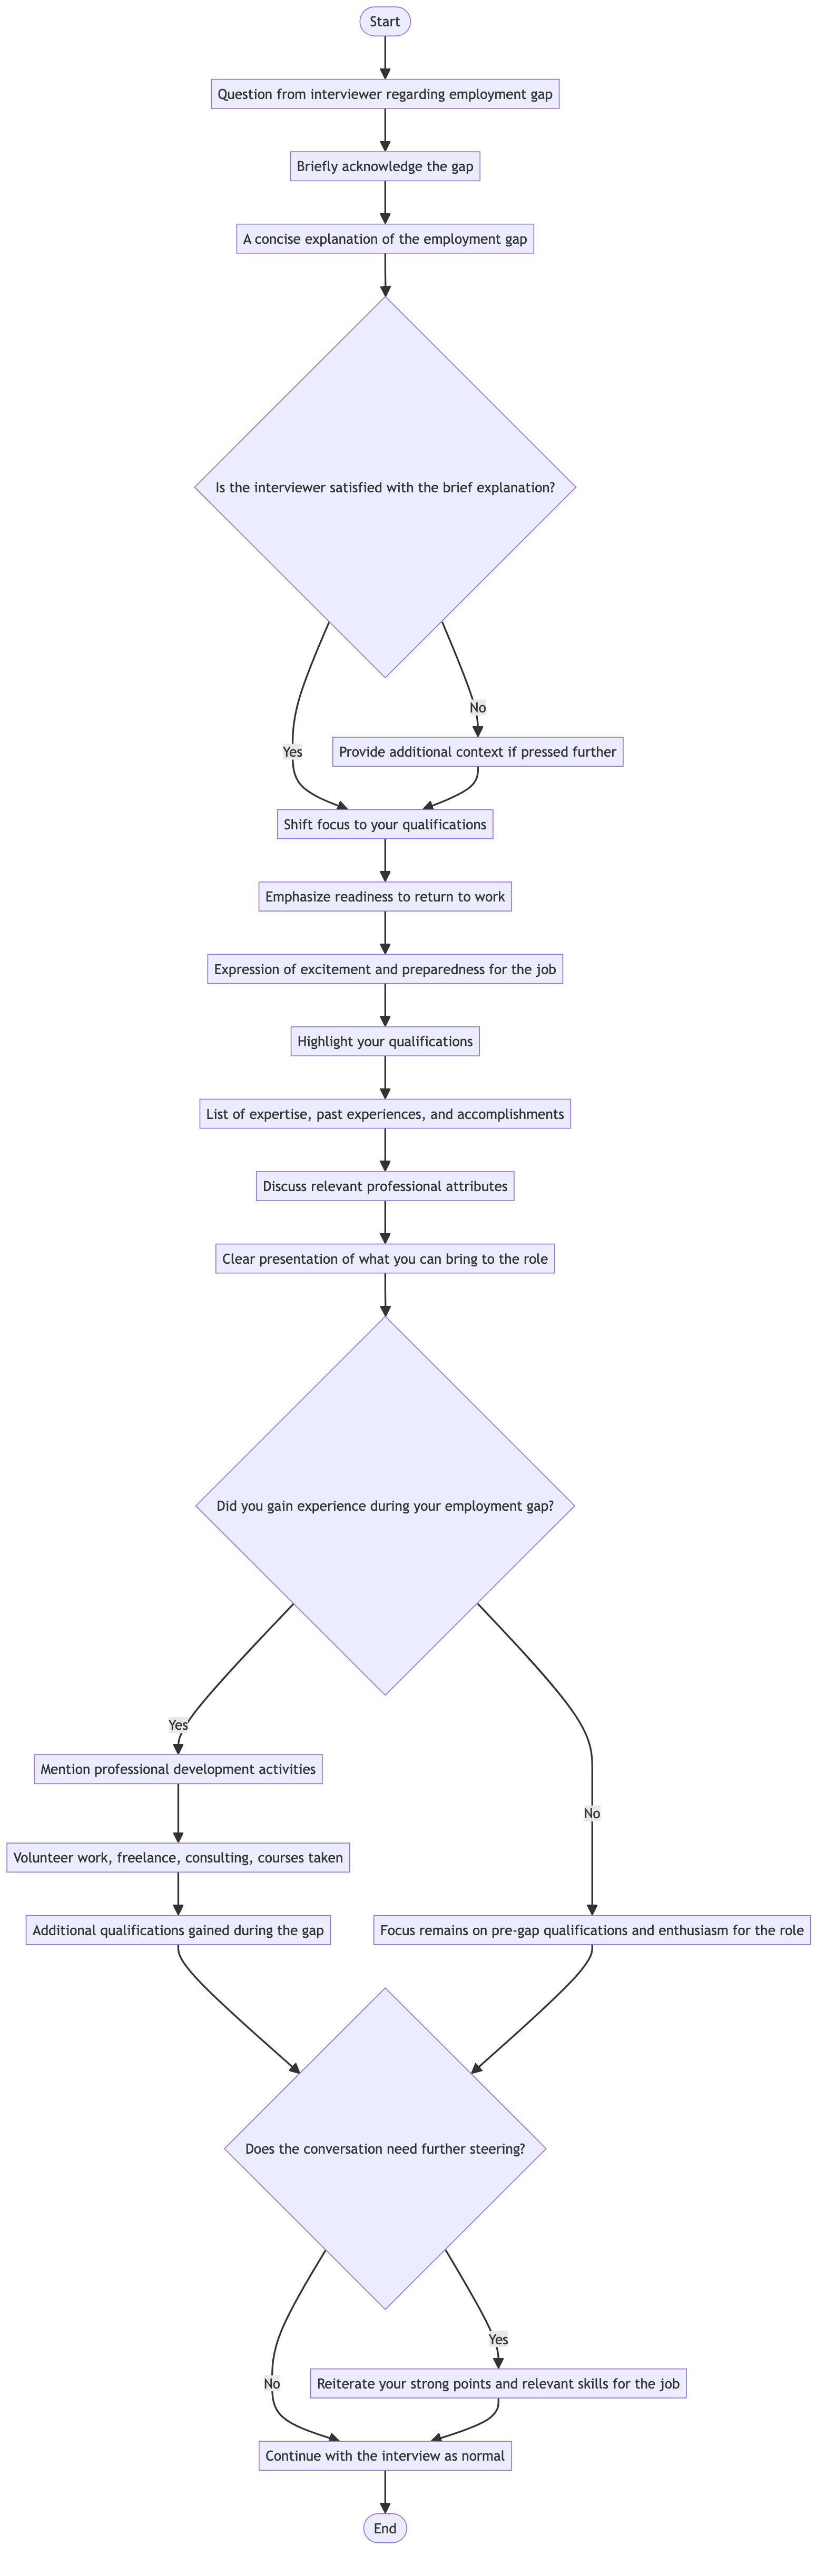 Start
Question from interviewer regarding employment gap
Briefly acknowledge the gap
A concise explanation of the employment gap
Is the interviewer satisfied with the brief explanation?
No
Yes
Provide additional context if pressed further
Shift focus to your qualifications
Emphasize readiness to return to work
Expression of excitement and preparedness for the job
Highlight your qualifications
List of expertise, past experiences, and accomplishments
Discuss relevant professional attributes
Clear presentation of what you can bring to the role
Did you gain experience during your employment gap?
Yes
Mention professional development activities
No
Volunteer work, freelance, consulting, courses taken
Additional qualifications gained during the gap
Focus remains on pre-gap qualifications and enthusiasm for the role
Does the conversation need further steering?
Yes
No
Reiterate your strong points and relevant skills for the job
Continue with the interview as normal
End